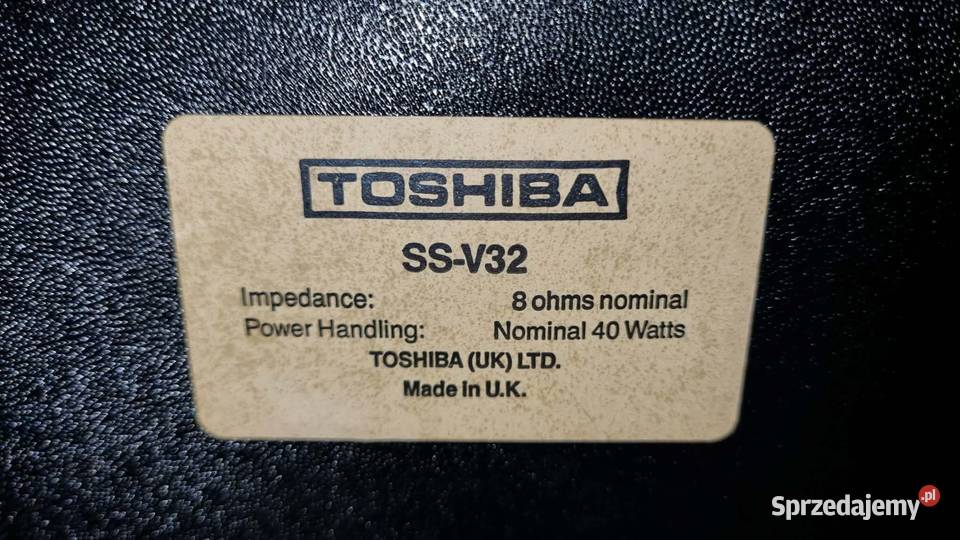 TOSHIBA
SS-V32
Impedance: 8 ohms nominal
Power Handling: Nominal 40 Watts
TOSHIBA (UK) LTD.
Made in U.K.
Sprzedajemy.pl